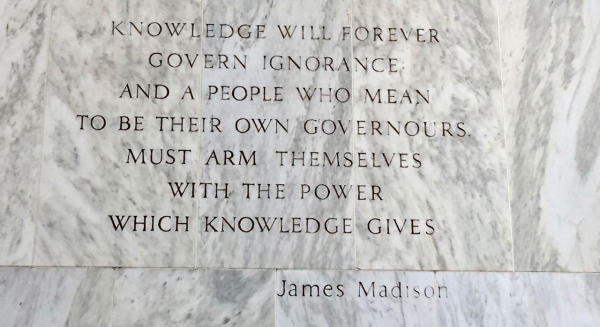 KNOWLEDGE WILL FOREVER
GOVERN IGNORANCE:
AND A PEOPLE WHO MEAN
TO BE THEIR OWN GOVERNOURS,
MUST ARM THEMSELVES
WITH THE POWER
WHICH KNOWLEDGE GIVES
James Madison